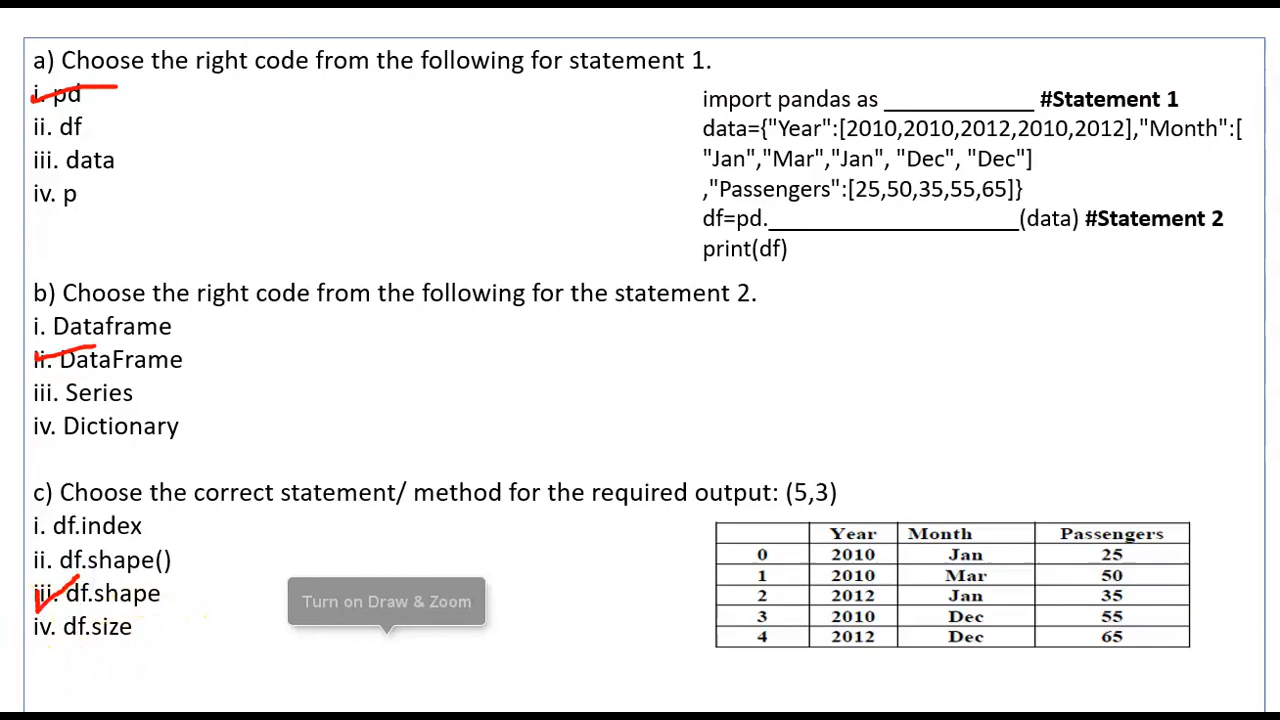 a) Choose the right code from the following for statement 1.
i. pd
ii. df
iii. data
iv. p
import pandas as _____________ #Statement 1
data={"Year":[2010,2010,2012,2010,2012],"Month":[
"Jan","Mar","Jan", "Dec", "Dec"]
,"Passengers":[25,50,35,55,65]}
df=pd.______________________(data) #Statement 2
print(df)
b) Choose the right code from the following for the statement 2.
i. Dataframe
ii. DataFrame
iii. Series
iv. Dictionary
c) Choose the correct statement/ method for the required output: (5,3)
i. df.index
ii. df.shape()
iii. df.shape
iv. df.size
Turn on Draw & Zoom
Year Month Passengers
0 2010 Jan 25
1 2010 Mar 50
2 2012 Jan 35
3 2010 Dec 55
4 2012 Dec 65